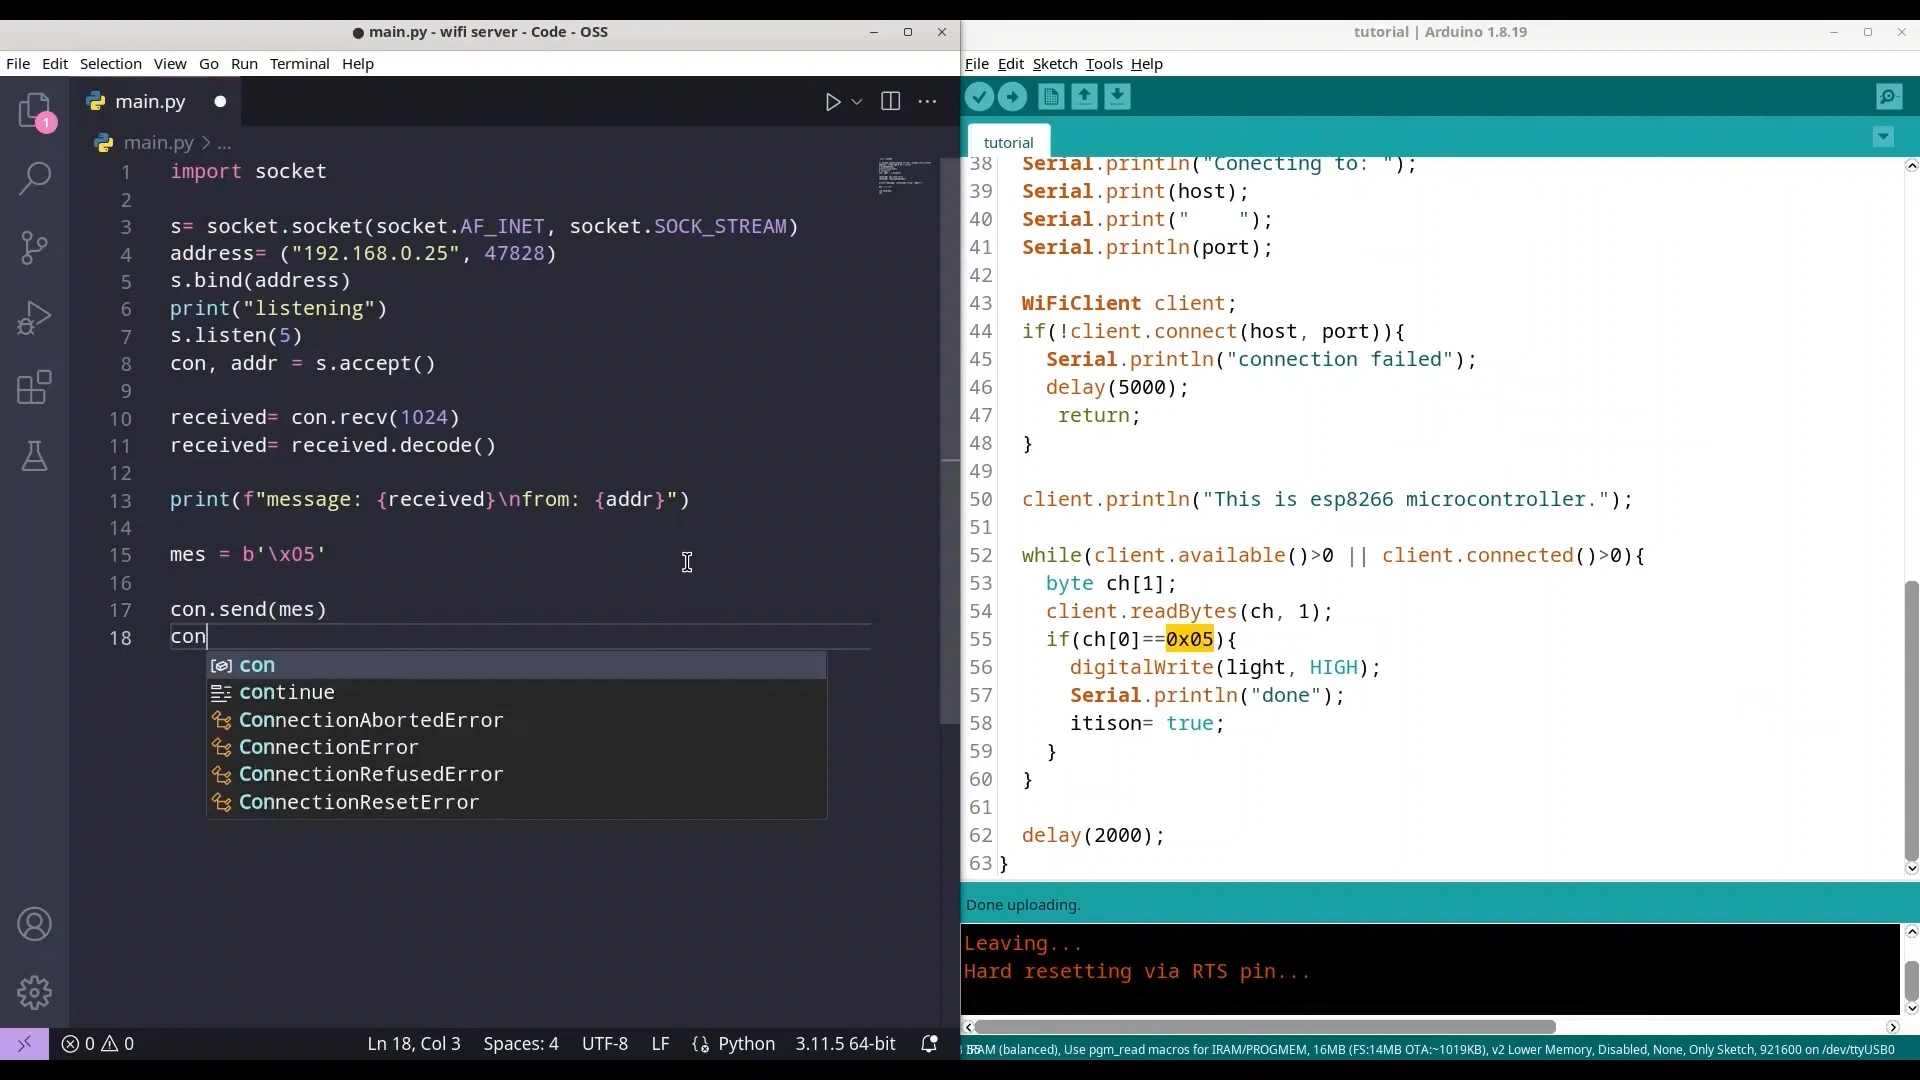 main.py - wifi server - Code - OSS
File Edit Selection View Go Run Terminal Help
1
main.py
main.py > ...
1 import socket
2
3 s= socket.socket(socket.AF_INET, socket.SOCK_STREAM)
4 address= ("192.168.0.25", 47828)
5 s.bind(address)
6 print("listening")
7 s.listen(5)
8 con, addr = s.accept()
9
10 received= con.recv(1024)
11 received= received.decode()
12
13 print(f"message: {received}\nfrom: {addr}")
14
15 mes = b'\x05'
16
17 con.send(mes)
18 con
con
continue
ConnectionAbortedError
ConnectionError
ConnectionRefusedError
ConnectionResetError
0 0 Ln 18, Col 3 Spaces: 4 UTF-8 LF Python 3.11.5 64-bit
tutorial | Arduino 1.8.19
File Edit Sketch Tools Help
tutorial
38 Serial.println("Conecting to: ");
39 Serial.print(host);
40 Serial.print("    ");
41 Serial.println(port);
42
43 WiFiClient client;
44 if(!client.connect(host, port)){
45 Serial.println("connection failed");
46 delay(5000);
47 return;
48 }
49
50 client.println("This is esp8266 microcontroller.");
51
52 while(client.available()>0 || client.connected()>0){
53 byte ch[1];
54 client.readBytes(ch, 1);
55 if(ch[0]==0x05){
56 digitalWrite(light, HIGH);
57 Serial.println("done");
58 itison= true;
59 }
60 }
61
62 delay(2000);
63 }
Done uploading.
Leaving...
Hard resetting via RTS pin...
(balanced), Use pgm_read macros for IRAM/PROGMEM, 16MB (FS:14MB OTA:~1019KB), v2 Lower Memory, Disabled, None, Only Sketch, 921600 on /dev/ttyUSB0